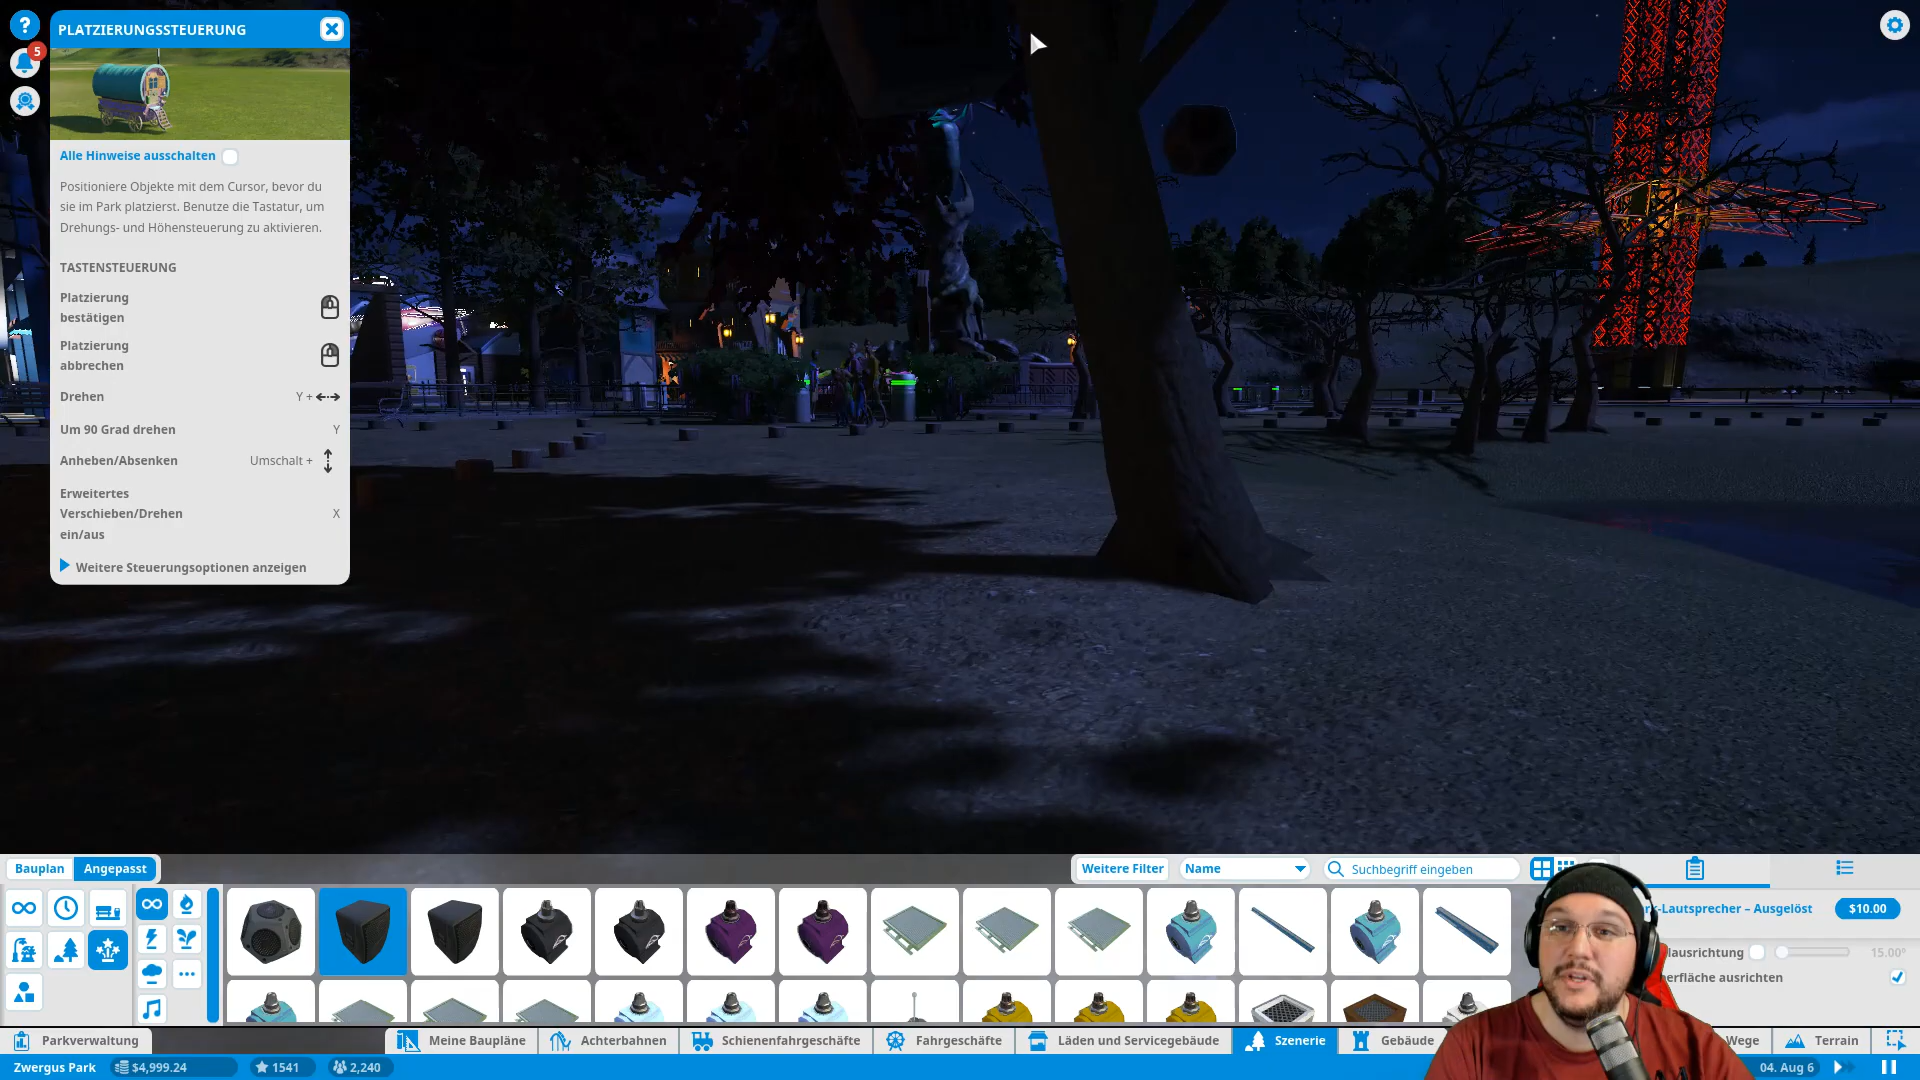 ?
PLATZIERUNGSSTEUERUNG
5
Alle Hinweise ausschalten
Positioniere Objekte mit dem Cursor, bevor du
sie im Park platzierst. Benutze die Tastatur, um
Drehungs- und Höhensteuerung zu aktivieren.
TASTENSTEUERUNG
Platzierung
bestätigen
Platzierung
abbrechen
Drehen Y +
Um 90 Grad drehen Y
Anheben/Absenken Umschalt +
Erweitertes
Verschieben/Drehen X
ein/aus
Weitere Steuerungsoptionen anzeigen
Bauplan Angepasst
Weitere Filter Name Suchbegriff eingeben
-Lautsprecher – Ausgelöst $10.00
lausrichtung 15.00°
erfläche ausrichten
Parkverwaltung Meine Baupläne Achterbahnen Schienenfahrgeschäfte Fahrgeschäfte Läden und Servicegebäude Szenerie Gebäude Wege Terrain
Zwergus Park $4,999.24 1541 2,240 04. Aug 6